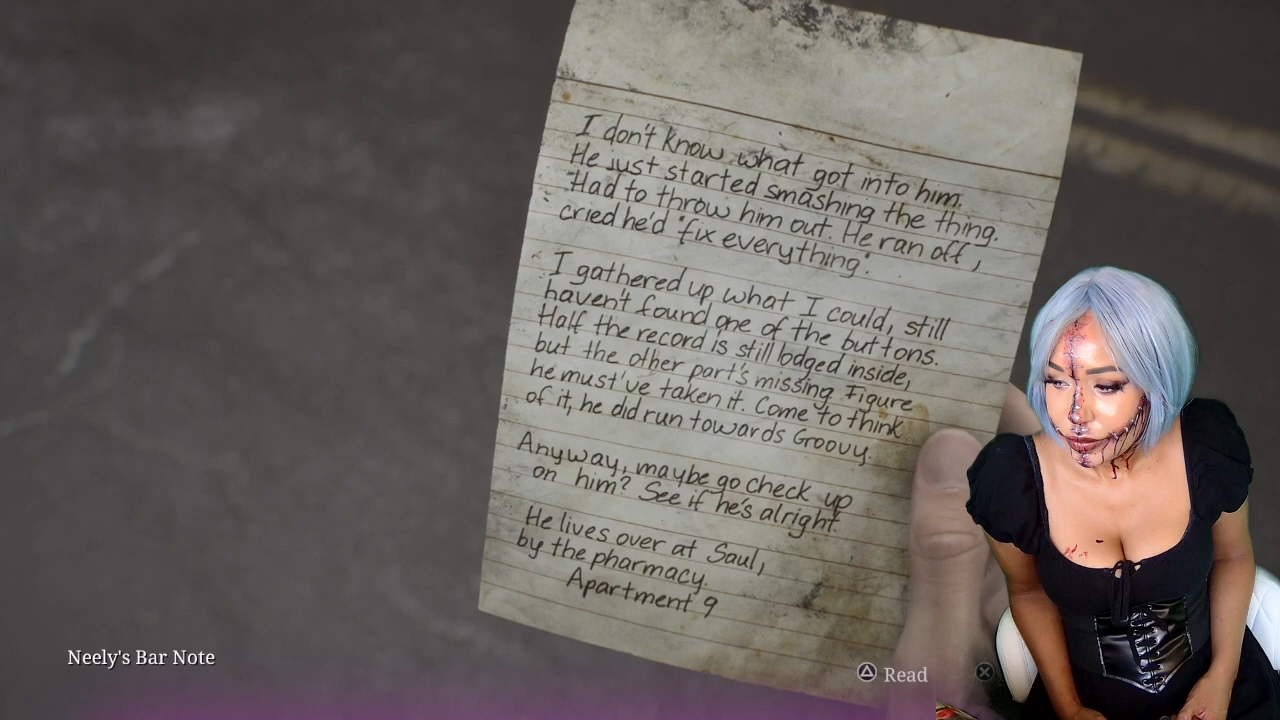 I don't know what got into him.
He just started smashing the thing.
Had to throw him out. He ran off,
cried he'd "fix everything".
I gathered up what I could, still
haven't found one of the buttons.
Half the record is still lodged inside,
but the other part's missing. Figure
he must've taken it. Come to think
of it, he did run towards Groovy.
Anyway, maybe go check up
on him? See if he's alright.
He lives over at Saul,
by the pharmacy.
Apartment 9
Neely's Bar Note
Read